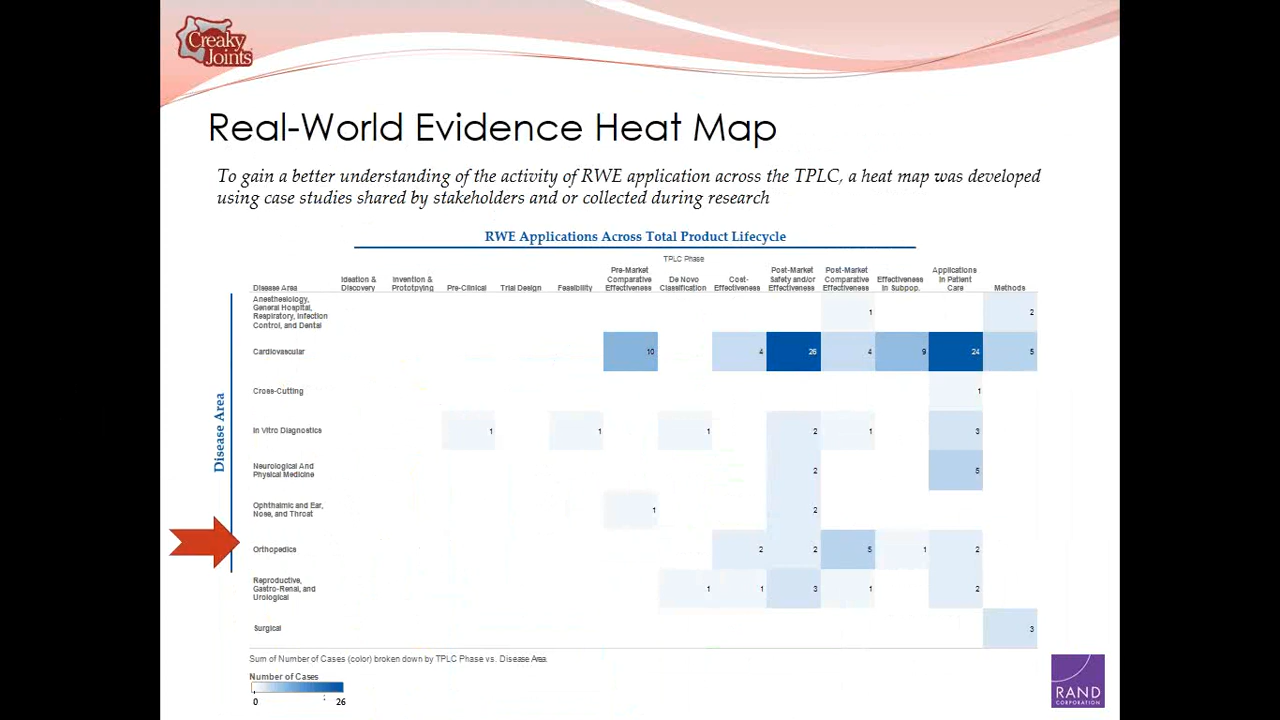 Creaky
Joints
Real-World Evidence Heat Map
To gain a better understanding of the activity of RWE application across the TPLC, a heat map was developed
using case studies shared by stakeholders and or collected during research
RWE Applications Across Total Product Lifecycle
TPLC Phase
Disease Area
Ideation &
Discovery
Invention &
Prototpying
Pre-Clinical
Trial Design
Feasibility
Pre-Market
Comparative
Effectiveness
De Novo
Classification
Cost-
Effectiveness
Post-Market
Safety and/or
Effectiveness
Post-Market
Comparative
Effectiveness
Effectiveness
in Subpop.
Applications
in Patient
Care
Methods
Disease Area
Anesthesiology,
General Hospital,
Respiratory, Infection
Control, and Dental
1 2
Cardiovascular
10 4 26 4 9 24 5
Cross-Cutting
1
In Vitro Diagnostics
1 1 1 2 1 3
Neurological And
Physical Medicine
2 5
Ophthalmic and Ear,
Nose, and Throat
1 2
Orthopedics
2 2 5 1 2
Reproductive,
Gastro-Renal, and
Urological
1 1 3 1 2
Surgical
3
Sum of Number of Cases (color) broken down by TPLC Phase vs. Disease Area.
Number of Cases
0 26
RAND
CORPORATION